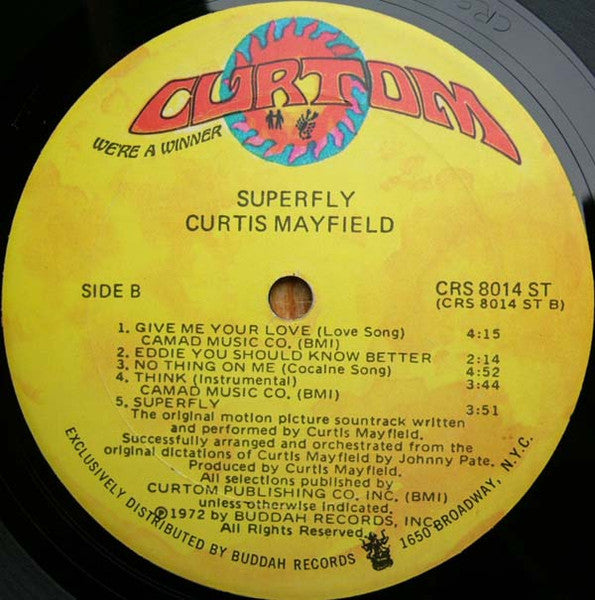 CURTOM
WE'RE A WINNER
SUPERFLY
CURTIS MAYFIELD
SIDE B
CRS 8014 ST
(CRS 8014 ST B)
1. GIVE ME YOUR LOVE (Love Song) 4:15
CAMAD MUSIC CO. (BMI)
2. EDDIE YOU SHOULD KNOW BETTER 2:14
3. NO THING ON ME (Cocaine Song) 4:52
4. THINK (Instrumental) 3:44
CAMAD MUSIC CO. (BMI)
5. SUPERFLY 3:51
The original motion picture sountrack written
and performed by Curtis Mayfield.
Successfully arranged and orchestrated from the
original dictations of Curtis Mayfield by Johnny Pate.
Produced by Curtis Mayfield.
All selections published by
CURTOM PUBLISHING CO. INC. (BMI)
unless otherwise indicated.
℗1972 by BUDDAH RECORDS, INC.
All Rights Reserved.
EXCLUSIVELY DISTRIBUTED BY BUDDAH RECORDS 1650 BROADWAY, N.Y.C.